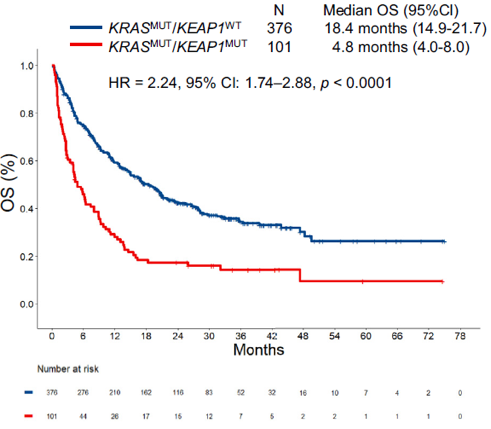 N Median OS (95%CI)
KRASMUT/KEAP1WT 376 18.4 months (14.9-21.7)
KRASMUT/KEAP1MUT 101 4.8 months (4.0-8.0)
HR = 2.24, 95% CI: 1.74–2.88, p < 0.0001
OS (%)
1.0
0.8
0.6
0.4
0.2
0.0
0 6 12 18 24 30 36 42 48 54 60 66 72 78
Months
Number at risk
376 276 210 162 116 83 52 32 16 10 7 4 2 0
101 44 26 17 15 12 7 5 2 2 1 1 1 0